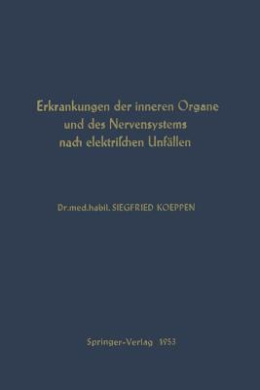 Erkrankungen der inneren Organe
und des Nervensystems
nach elektriſchen Unfällen
Dr. med. habil. SIEGFRIED KOEPPEN
Springer-Verlag 1953